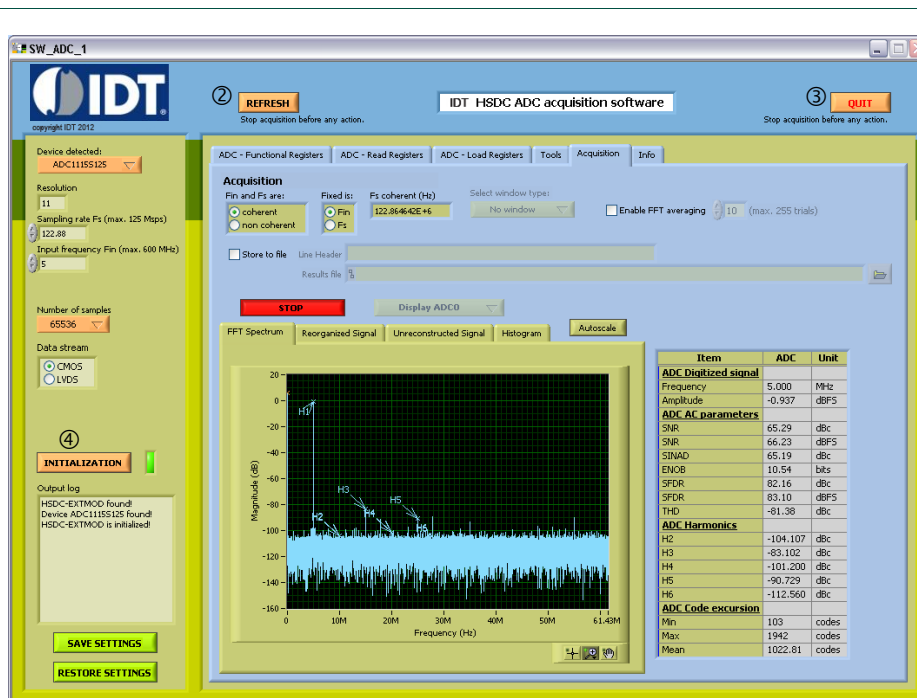 SW_ADC_1
IDT
copyright IDT 2012
②
REFRESH
Stop acquisition before any action.
IDT HSDC ADC acquisition software
③
QUIT
Stop acquisition before any action.
Device detected:
ADC1115S125
Resolution
11
Sampling rate Fs (max. 125 Msps)
122.88
Input frequency Fin (max. 600 MHz)
5
Number of samples
65536
Data stream
CMOS
LVDS
④
INITIALIZATION
Output log
HSDC-EXTMOD found!
Device ADC1115S125 found!
HSDC-EXTMOD is initialized!
SAVE SETTINGS
RESTORE SETTINGS
ADC - Functional Registers ADC - Read Registers ADC - Load Registers Tools Acquisition Info
Acquisition
Fin and Fs are: Fixed is: Fs coherent (Hz) Select window type:
coherent Fin 122.864642E+6 No window Enable FFT averaging 10 (max. 255 trials)
non coherent Fs
Store to file Line Header
Results file
STOP Display ADC0
FFT Spectrum Reorganized Signal Unreconstructed Signal Histogram Autoscale
Magnitude (dB)
20
0
-20
-40
-60
-80
-100
-120
-140
-160
H1
H2
H3
H4
H5
H6
0 10M 20M 30M 40M 50M 61.43M
Frequency (Hz)
Item ADC Unit
ADC Digitized signal
Frequency 5.000 MHz
Amplitude -0.937 dBFS
ADC AC parameters
SNR 65.29 dBc
SNR 66.23 dBFS
SINAD 65.19 dBc
ENOB 10.54 bits
SFDR 82.16 dBc
SFDR 83.10 dBFS
THD -81.38 dBc
ADC Harmonics
H2 -104.107 dBc
H3 -83.102 dBc
H4 -101.200 dBc
H5 -90.729 dBc
H6 -112.560 dBc
ADC Code excursion
Min 103 codes
Max 1942 codes
Mean 1022.81 codes